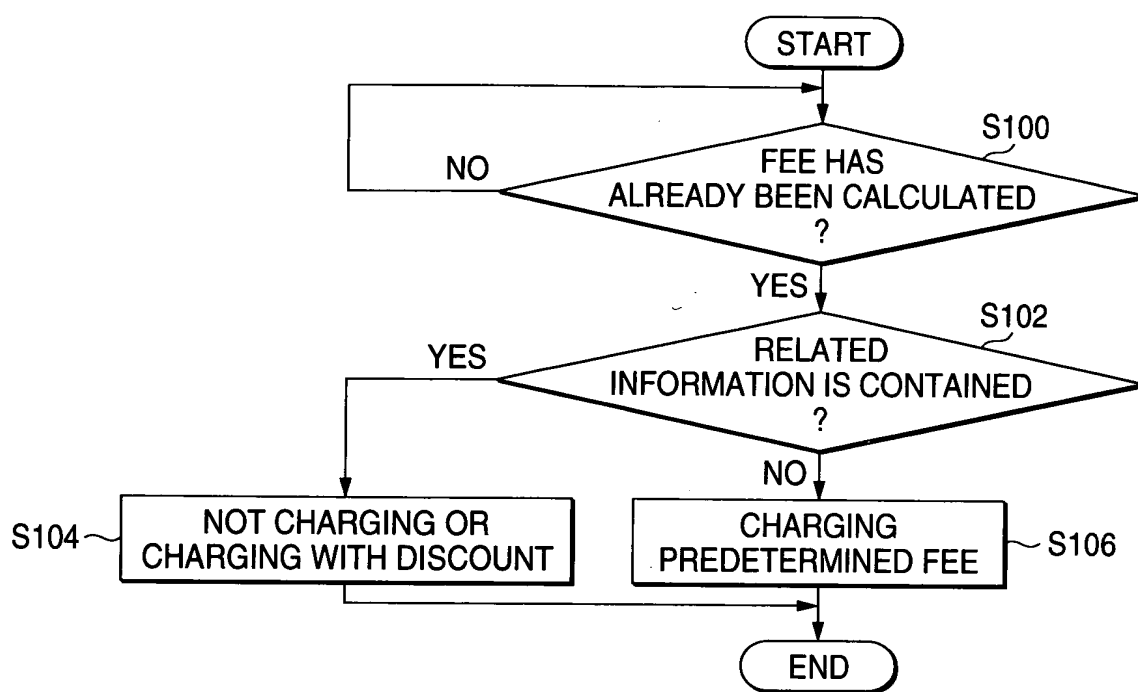 START
S100
FEE HAS
ALREADY BEEN CALCULATED
?
NO
YES
S102
RELATED
INFORMATION IS CONTAINED
?
YES
NO
S104
NOT CHARGING OR
CHARGING WITH DISCOUNT
CHARGING
PREDETERMINED FEE
S106
END